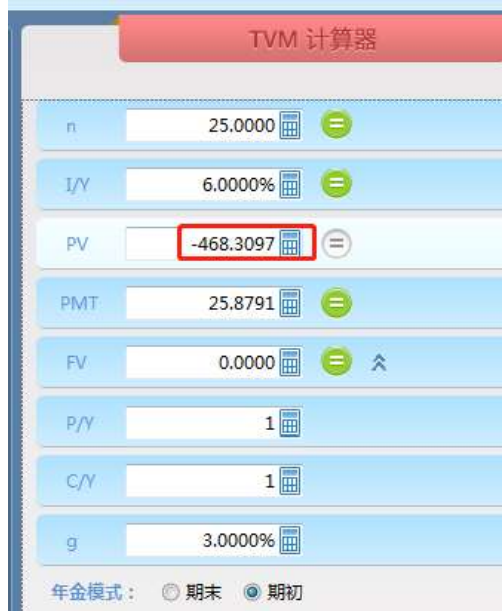 TVM 计算器
n 25.0000
I/Y 6.0000%
PV -468.3097
PMT 25.8791
FV 0.0000
P/Y 1
C/Y 1
g 3.0000%
年金模式： 期末 期初